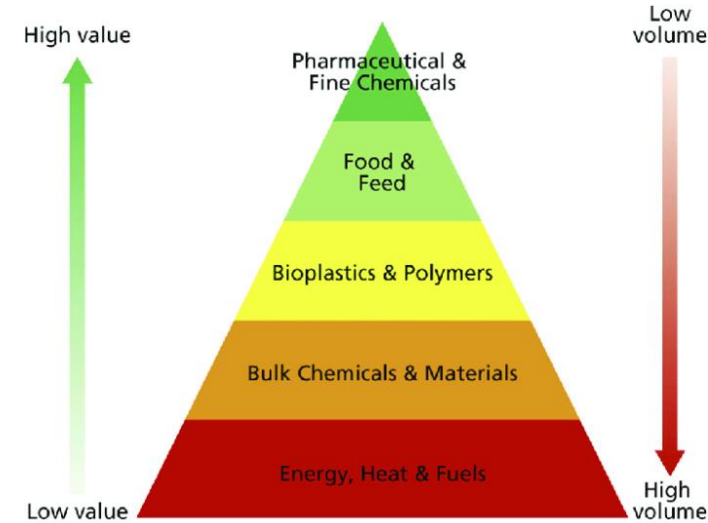 High value
Low
volume
Pharmaceutical &
Fine Chemicals
Food &
Feed
Bioplastics & Polymers
Bulk Chemicals & Materials
Energy, Heat & Fuels
Low value
High
volume